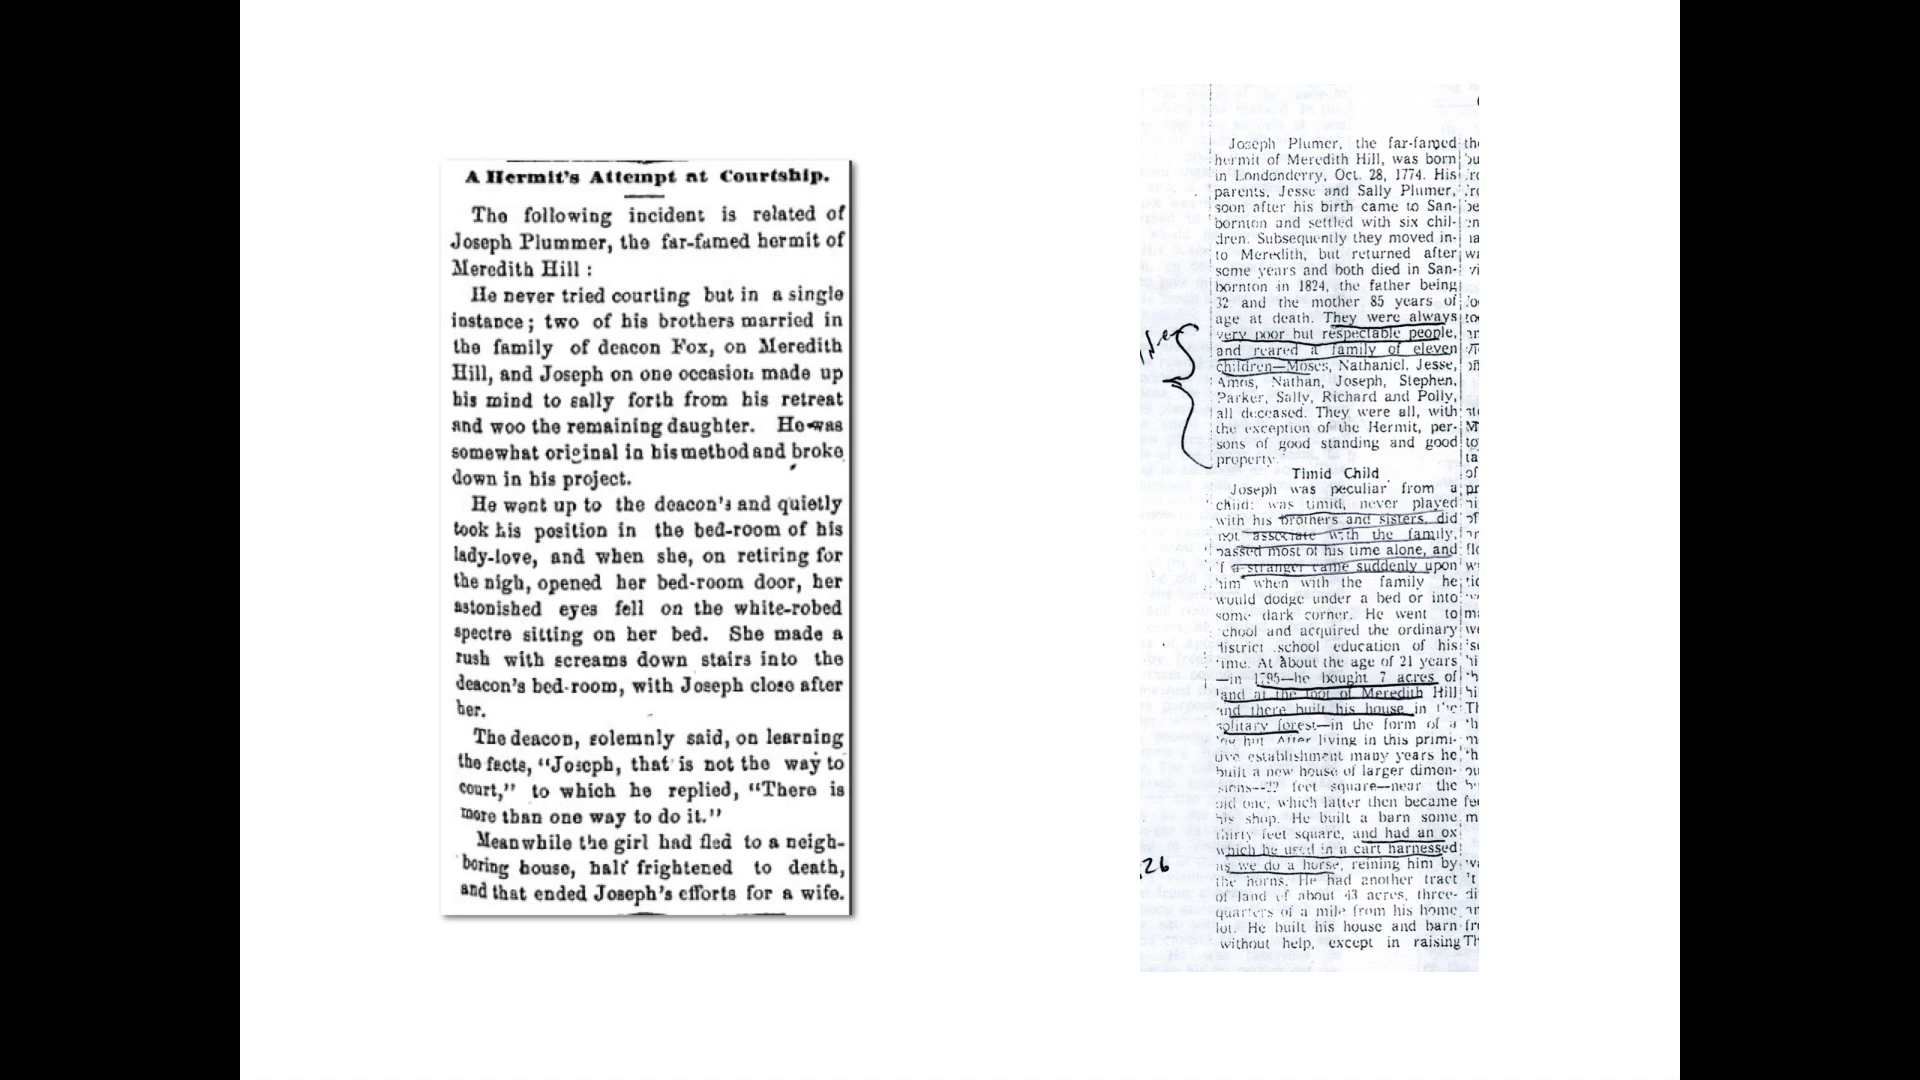 A Hermit's Attempt at Courtship.
The following incident is related of
Joseph Plummer, the far-famed hermit of
Meredith Hill :
He never tried courting but in a single
instance; two of his brothers married in
the family of deacon Fox, on Meredith
Hill, and Joseph on one occasion made up
his mind to sally forth from his retreat
and woo the remaining daughter. He was
somewhat original in his method and broke
down in his project.
He went up to the deacon's and quietly
took his position in the bed-room of his
lady-love, and when she, on retiring for
the nigh, opened her bed-room door, her
astonished eyes fell on the white-robed
spectre sitting on her bed. She made a
rush with screams down stairs into the
deacon's bed-room, with Joseph close after
her.
The deacon, solemnly said, on learning
the facts, "Joseph, that is not the way to
court," to which he replied, "There is
more than one way to do it."
Meanwhile the girl had fled to a neigh-
boring house, half frightened to death,
and that ended Joseph's efforts for a wife.
Joseph Plumer, the far-famed
hermit of Meredith Hill, was born
in Londonderry, Oct. 28, 1774. His
parents, Jesse and Sally Plumer,
soon after his birth came to San-
bornton and settled with six chil-
dren. Subsequently they moved in-
to Meredith, but returned after
some years and both died in San-
bornton in 1824, the father being
32 and the mother 85 years of
age at death. They were always
very poor but respectable people,
and reared a family of eleven
children—Moses, Nathaniel, Jesse,
Amos, Nathan, Joseph, Stephen,
Parker, Sally, Richard and Polly,
all deceased. They were all, with
the exception of the Hermit, per-
sons of good standing and good
property.
Timid Child
Joseph was peculiar from a
child: was timid, never played
with his brothers and sisters, did
not associate with the family,
passed most of his time alone, and
f a stranger came suddenly upon
him when with the family he
would dodge under a bed or into
some dark corner. He went to
chool and acquired the ordinary
district school education of his
time. At about the age of 21 years
—in 1795—he bought 7 acres of
land at the foot of Meredith Hill
and there built his house in the
solitary forest—in the form of a
hut. After living in this primi-
tive establishment many years he
built a new house of larger dimen-
sions--22 feet square—near the
old one, which latter then became
his shop. He built a barn some
thirty feet square, and had an ox
which he used in a cart harnessed
as we do a horse, reining him by
the horns. He had another tract
of land of about 43 acres, three-
quarters of a mile from his home
lot. He built his house and barn
without help, except in raising
26